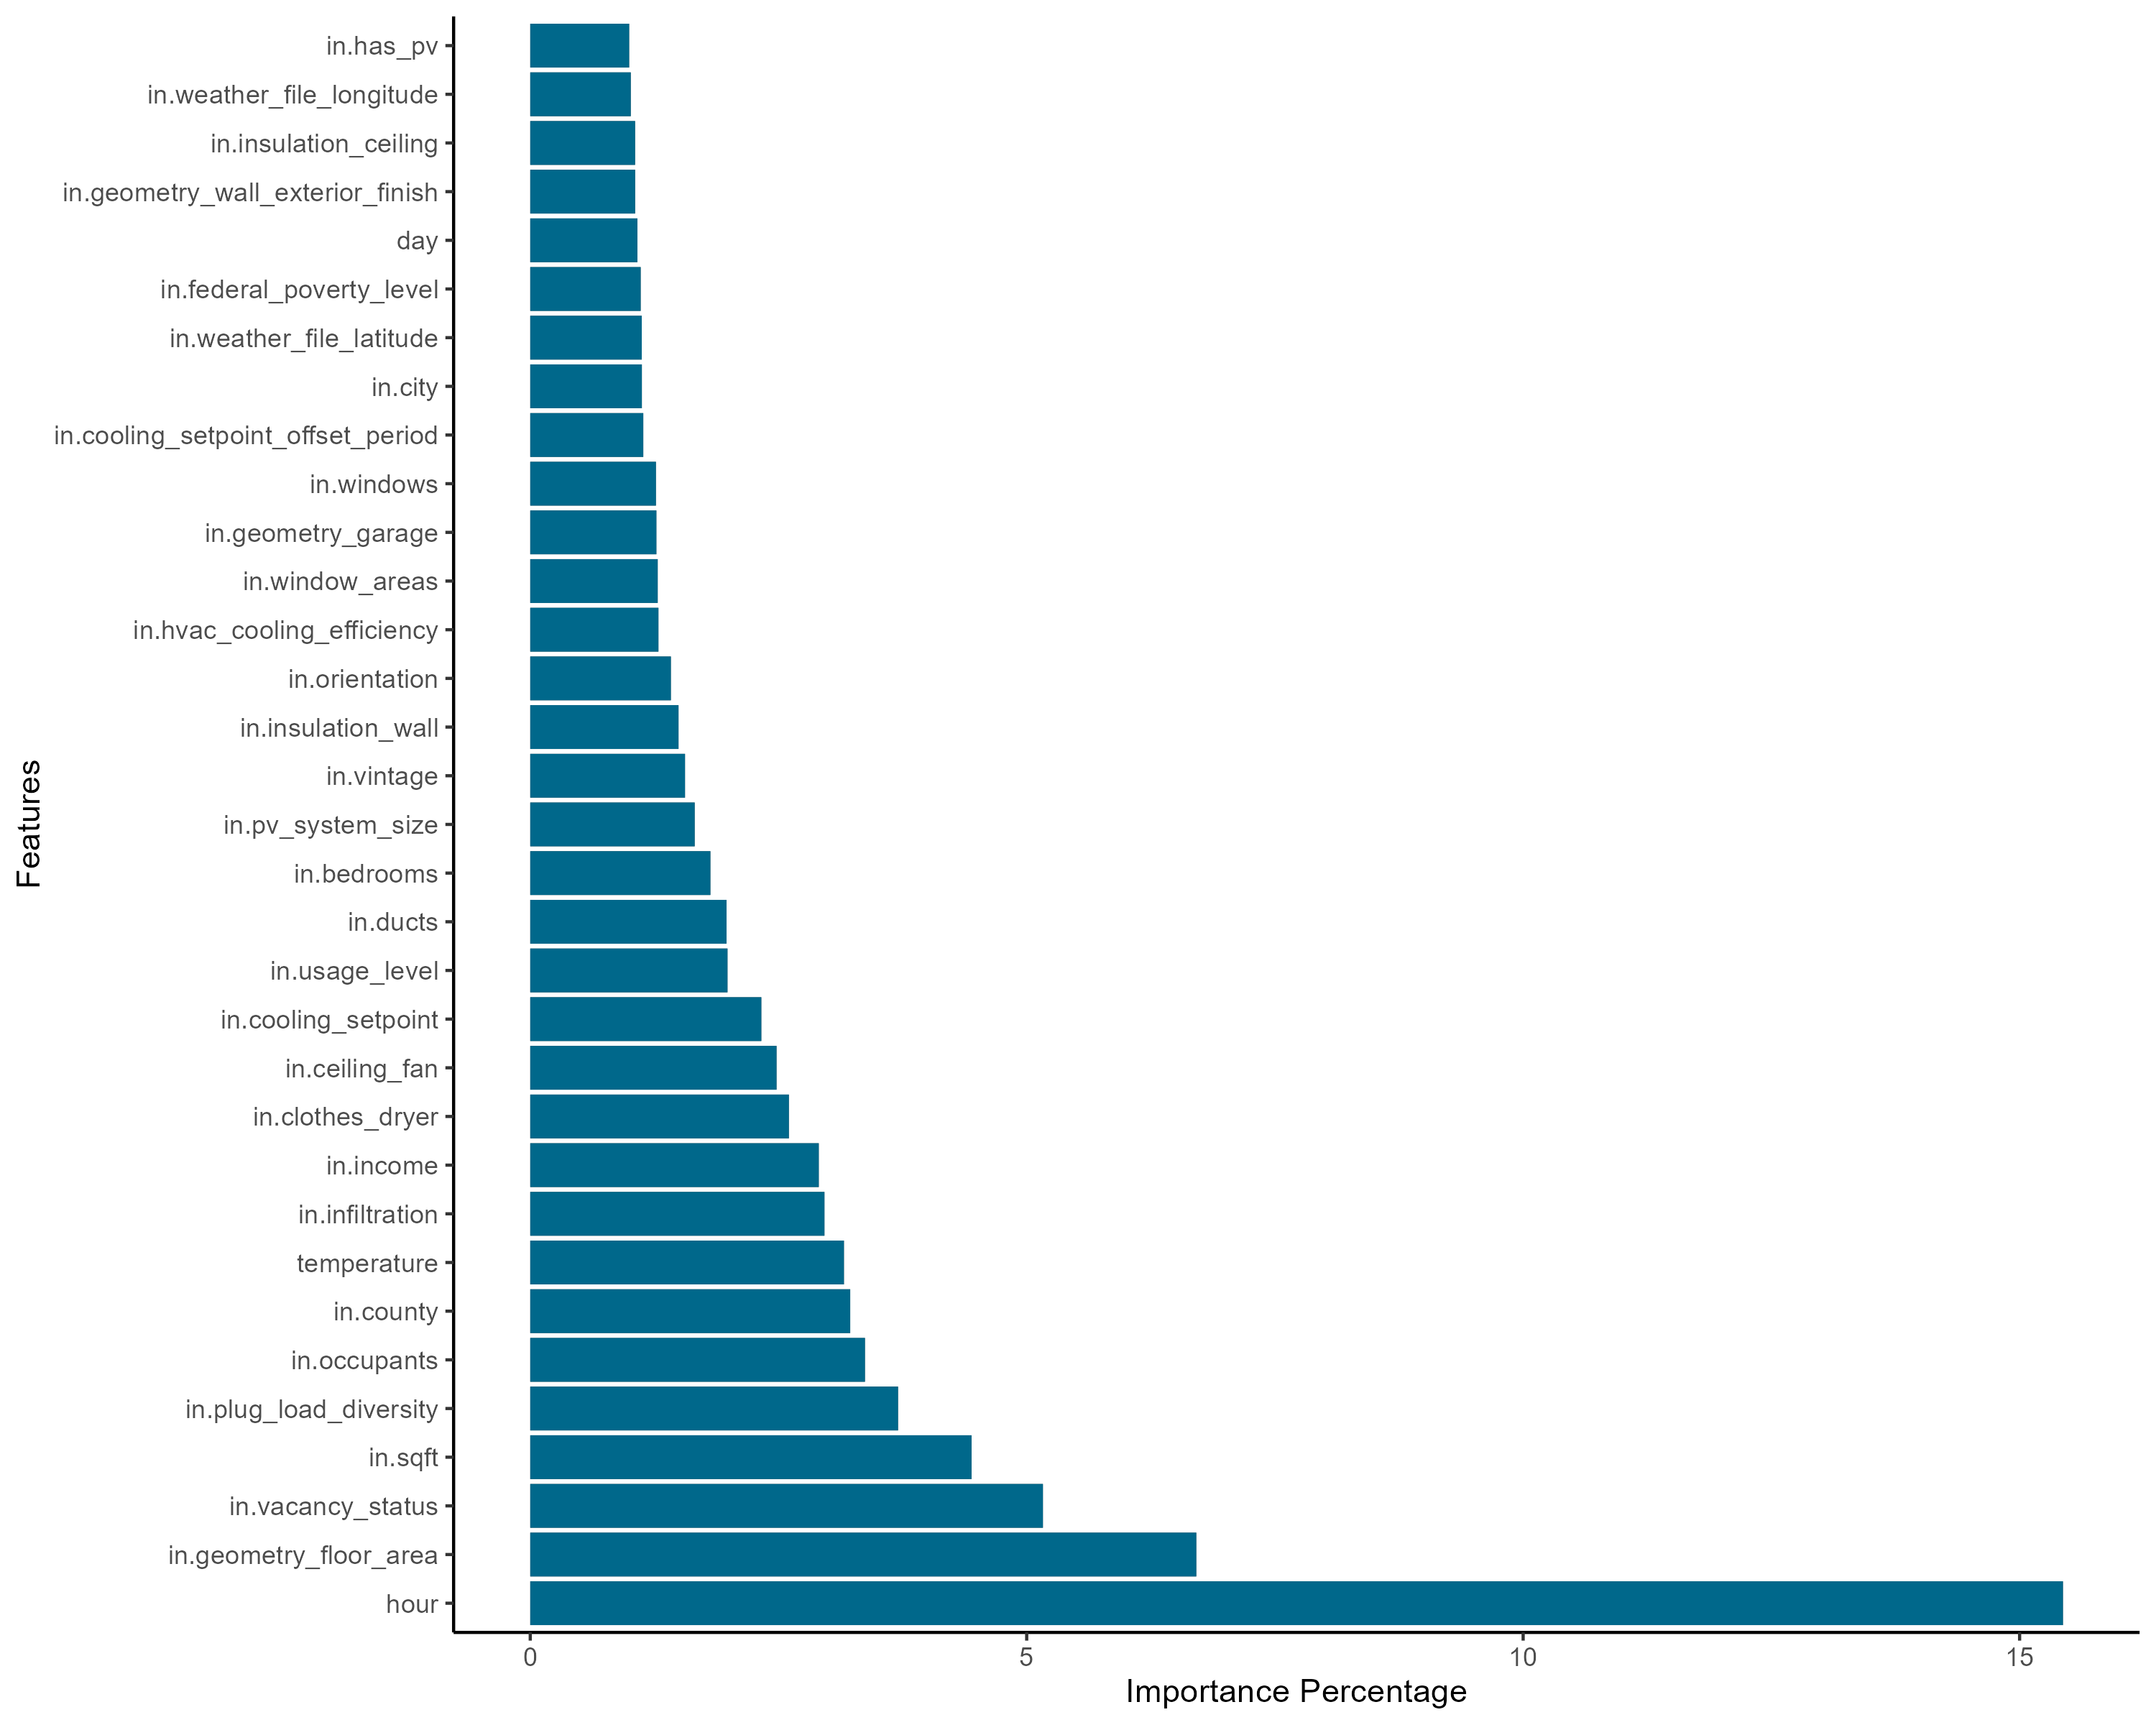 Features
in.has_pv
in.weather_file_longitude
in.insulation_ceiling
in.geometry_wall_exterior_finish
day
in.federal_poverty_level
in.weather_file_latitude
in.city
in.cooling_setpoint_offset_period
in.windows
in.geometry_garage
in.window_areas
in.hvac_cooling_efficiency
in.orientation
in.insulation_wall
in.vintage
in.pv_system_size
in.bedrooms
in.ducts
in.usage_level
in.cooling_setpoint
in.ceiling_fan
in.clothes_dryer
in.income
in.infiltration
temperature
in.county
in.occupants
in.plug_load_diversity
in.sqft
in.vacancy_status
in.geometry_floor_area
hour
0 5 10 15
Importance Percentage